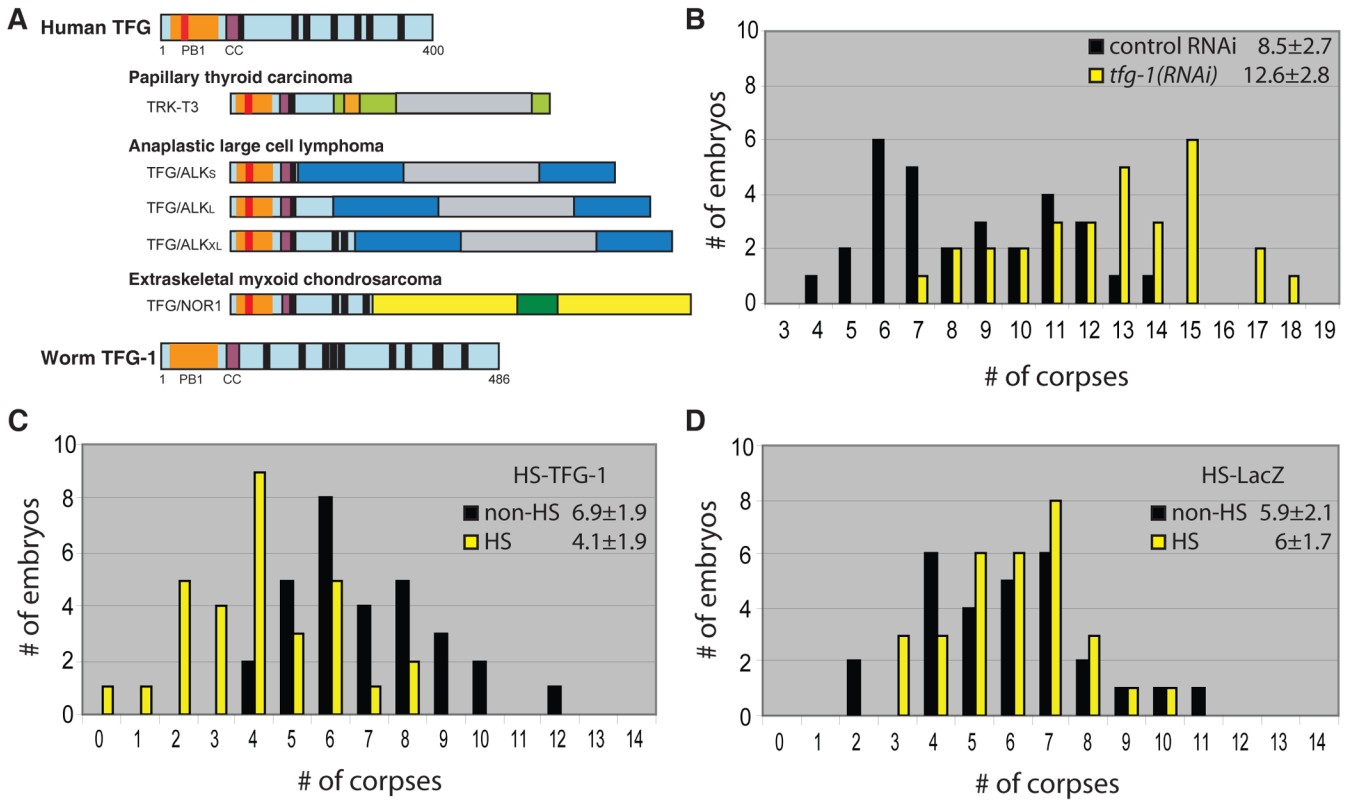 A
Human TFG
1 PB1 CC 400
Papillary thyroid carcinoma
TRK-T3
Anaplastic large cell lymphoma
TFG/ALKS
TFG/ALKL
TFG/ALKXL
Extraskeletal myxoid chondrosarcoma
TFG/NOR1
Worm TFG-1
1 PB1 CC 486
B
control RNAi 8.5±2.7
tfg-1(RNAi) 12.6±2.8
# of embryos
10
8
6
4
2
0
3 4 5 6 7 8 9 10 11 12 13 14 15 16 17 18 19
# of corpses
C
HS-TFG-1
non-HS 6.9±1.9
HS 4.1±1.9
# of embryos
10
8
6
4
2
0
0 1 2 3 4 5 6 7 8 9 10 11 12 13 14
# of corpses
D
HS-LacZ
non-HS 5.9±2.1
HS 6±1.7
# of embryos
10
8
6
4
2
0
0 1 2 3 4 5 6 7 8 9 10 11 12 13 14
# of corpses